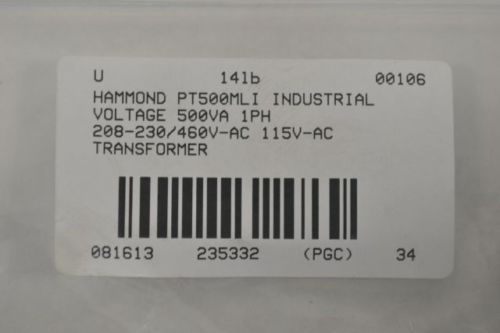 U 14lb 00106
HAMMOND PT500MLI INDUSTRIAL
VOLTAGE 500VA 1PH
208-230/460V-AC 115V-AC
TRANSFORMER
081613 235332 (PGC) 34